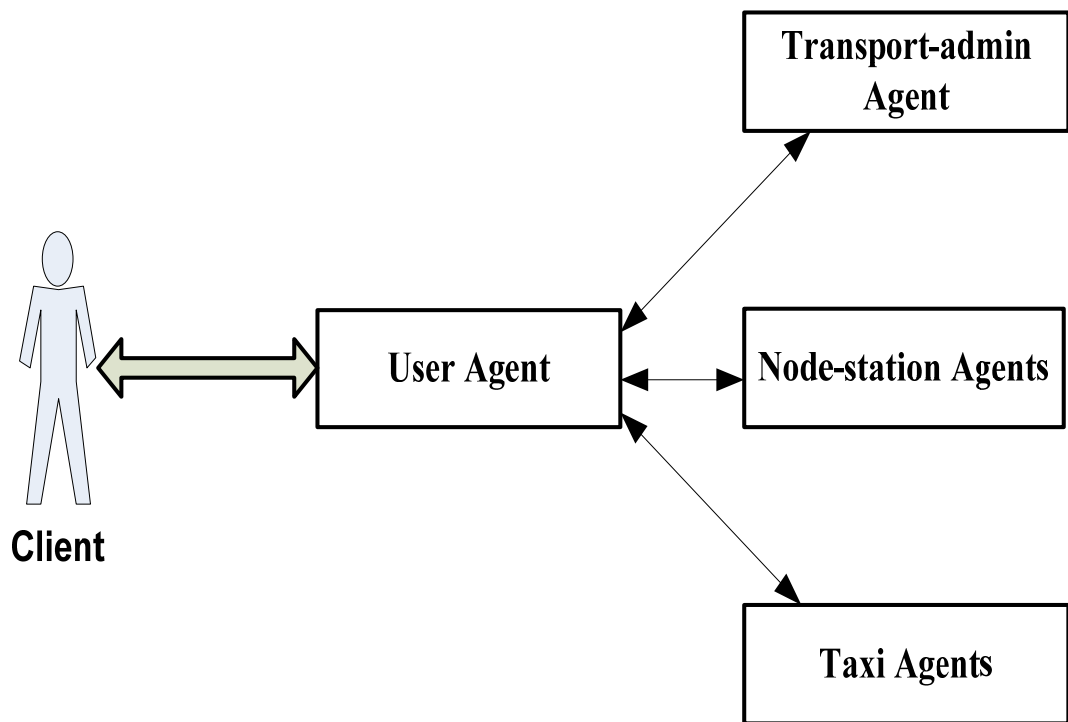 Transport-admin
Agent
User Agent
Node-station Agents
Client
Taxi Agents